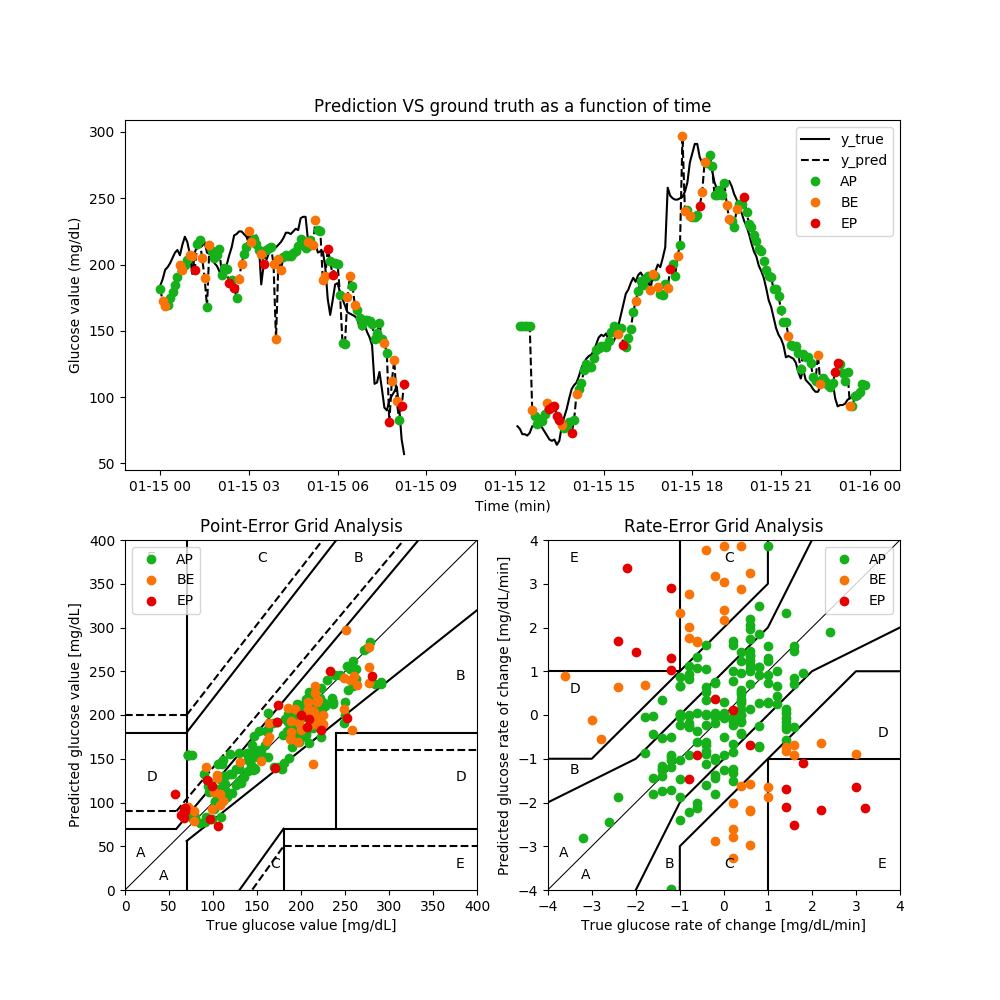 Prediction VS ground truth as a function of time
Glucose value (mg/dL)
300
250
200
150
100
50
y_true
y_pred
AP
BE
EP
01-15 00 01-15 03 01-15 06 01-15 09 01-15 12 01-15 15 01-15 18 01-15 21 01-16 00
Time (min)
Point-Error Grid Analysis
Predicted glucose value [mg/dL]
400
350
300
250
200
150
100
50
0
AP
BE
EP
C B
B
D D
A
A
C E
0 50 100 150 200 250 300 350 400
True glucose value [mg/dL]
Rate-Error Grid Analysis
Predicted glucose rate of change [mg/dL/min]
4
3
2
1
0
−1
−2
−3
−4
E C
AP
BE
EP
D
D
B
A
A
B C E
−4 −3 −2 −1 0 1 2 3 4
True glucose rate of change [mg/dL/min]